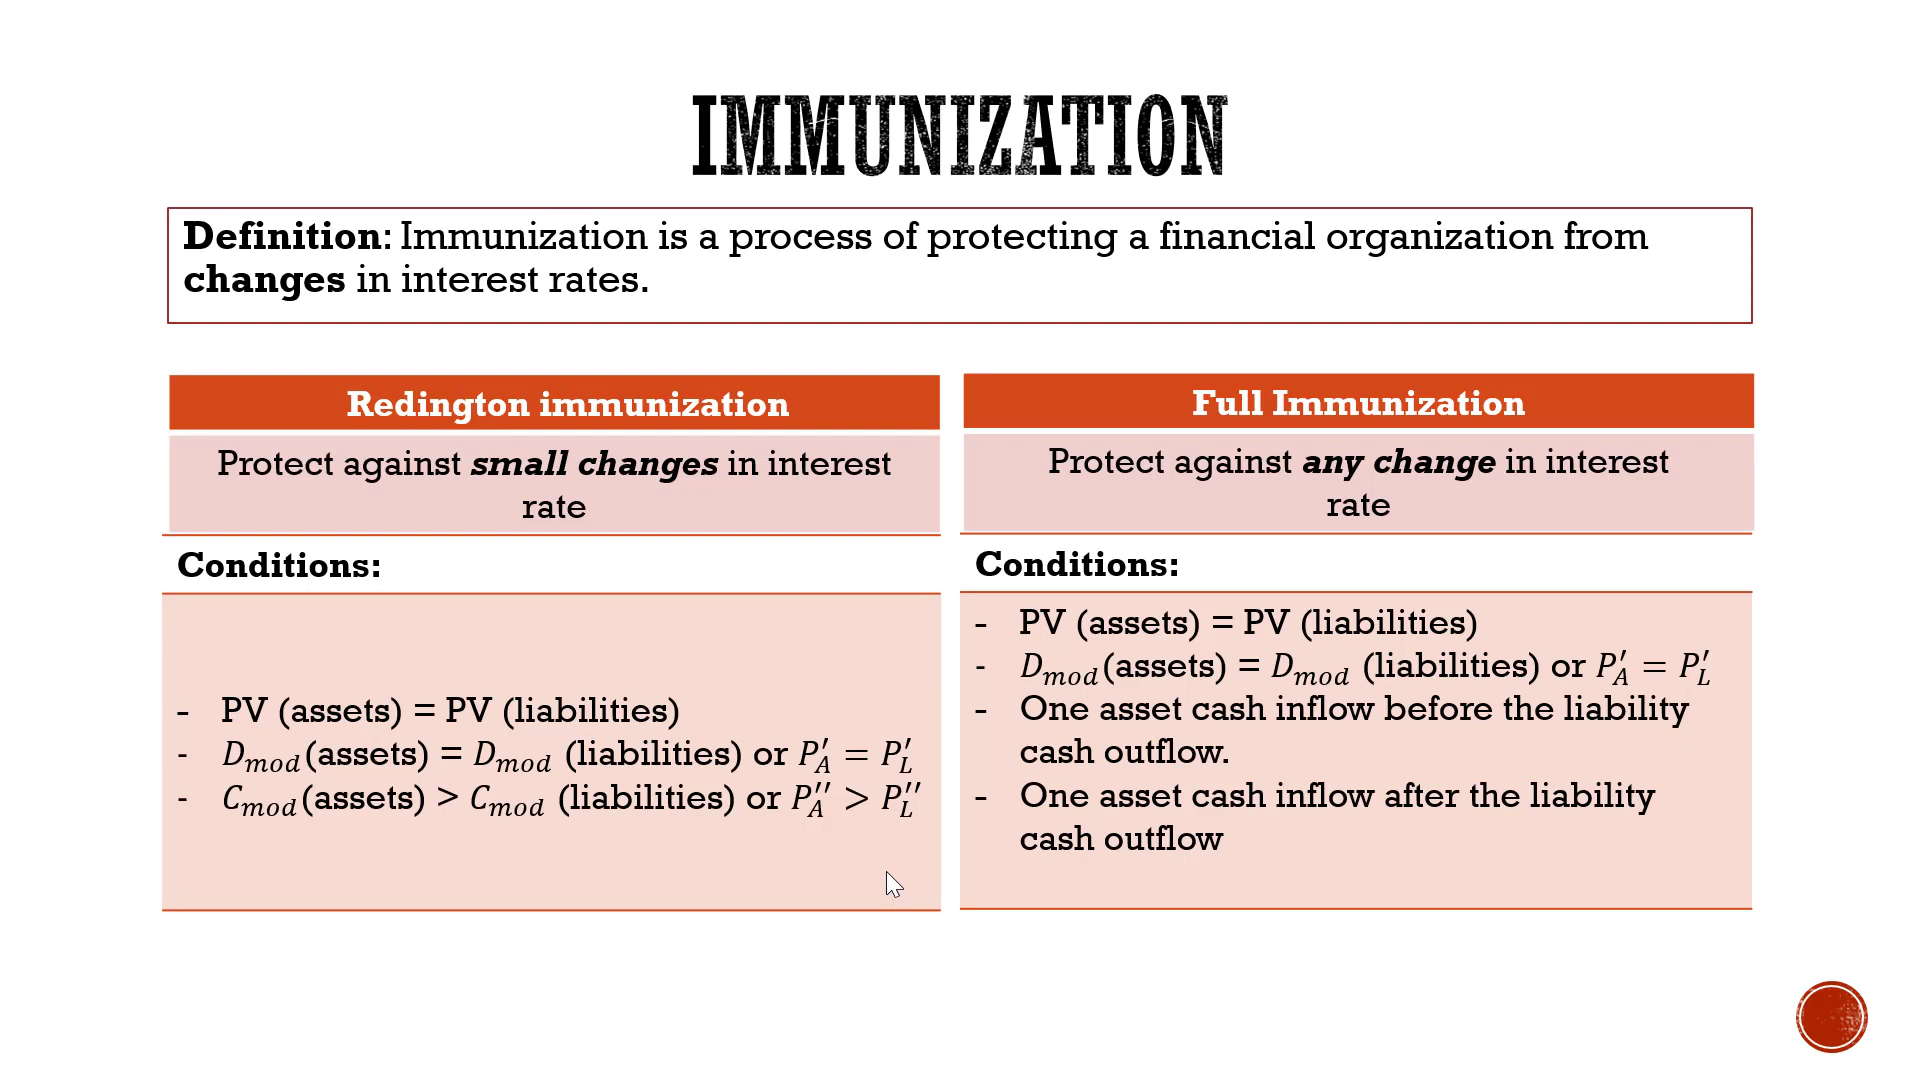 IMMUNIZATION
Definition: Immunization is a process of protecting a financial organization from
changes in interest rates.
Redington immunization
Protect against small changes in interest
rate
Conditions:
- PV (assets) = PV (liabilities)
- D_mod(assets) = D_mod (liabilities) or P′_A = P′_L
- C_mod(assets) > C_mod (liabilities) or P′′_A > P′′_L
Full Immunization
Protect against any change in interest
rate
Conditions:
- PV (assets) = PV (liabilities)
- D_mod(assets) = D_mod (liabilities) or P′_A = P′_L
- One asset cash inflow before the liability
cash outflow.
- One asset cash inflow after the liability
cash outflow